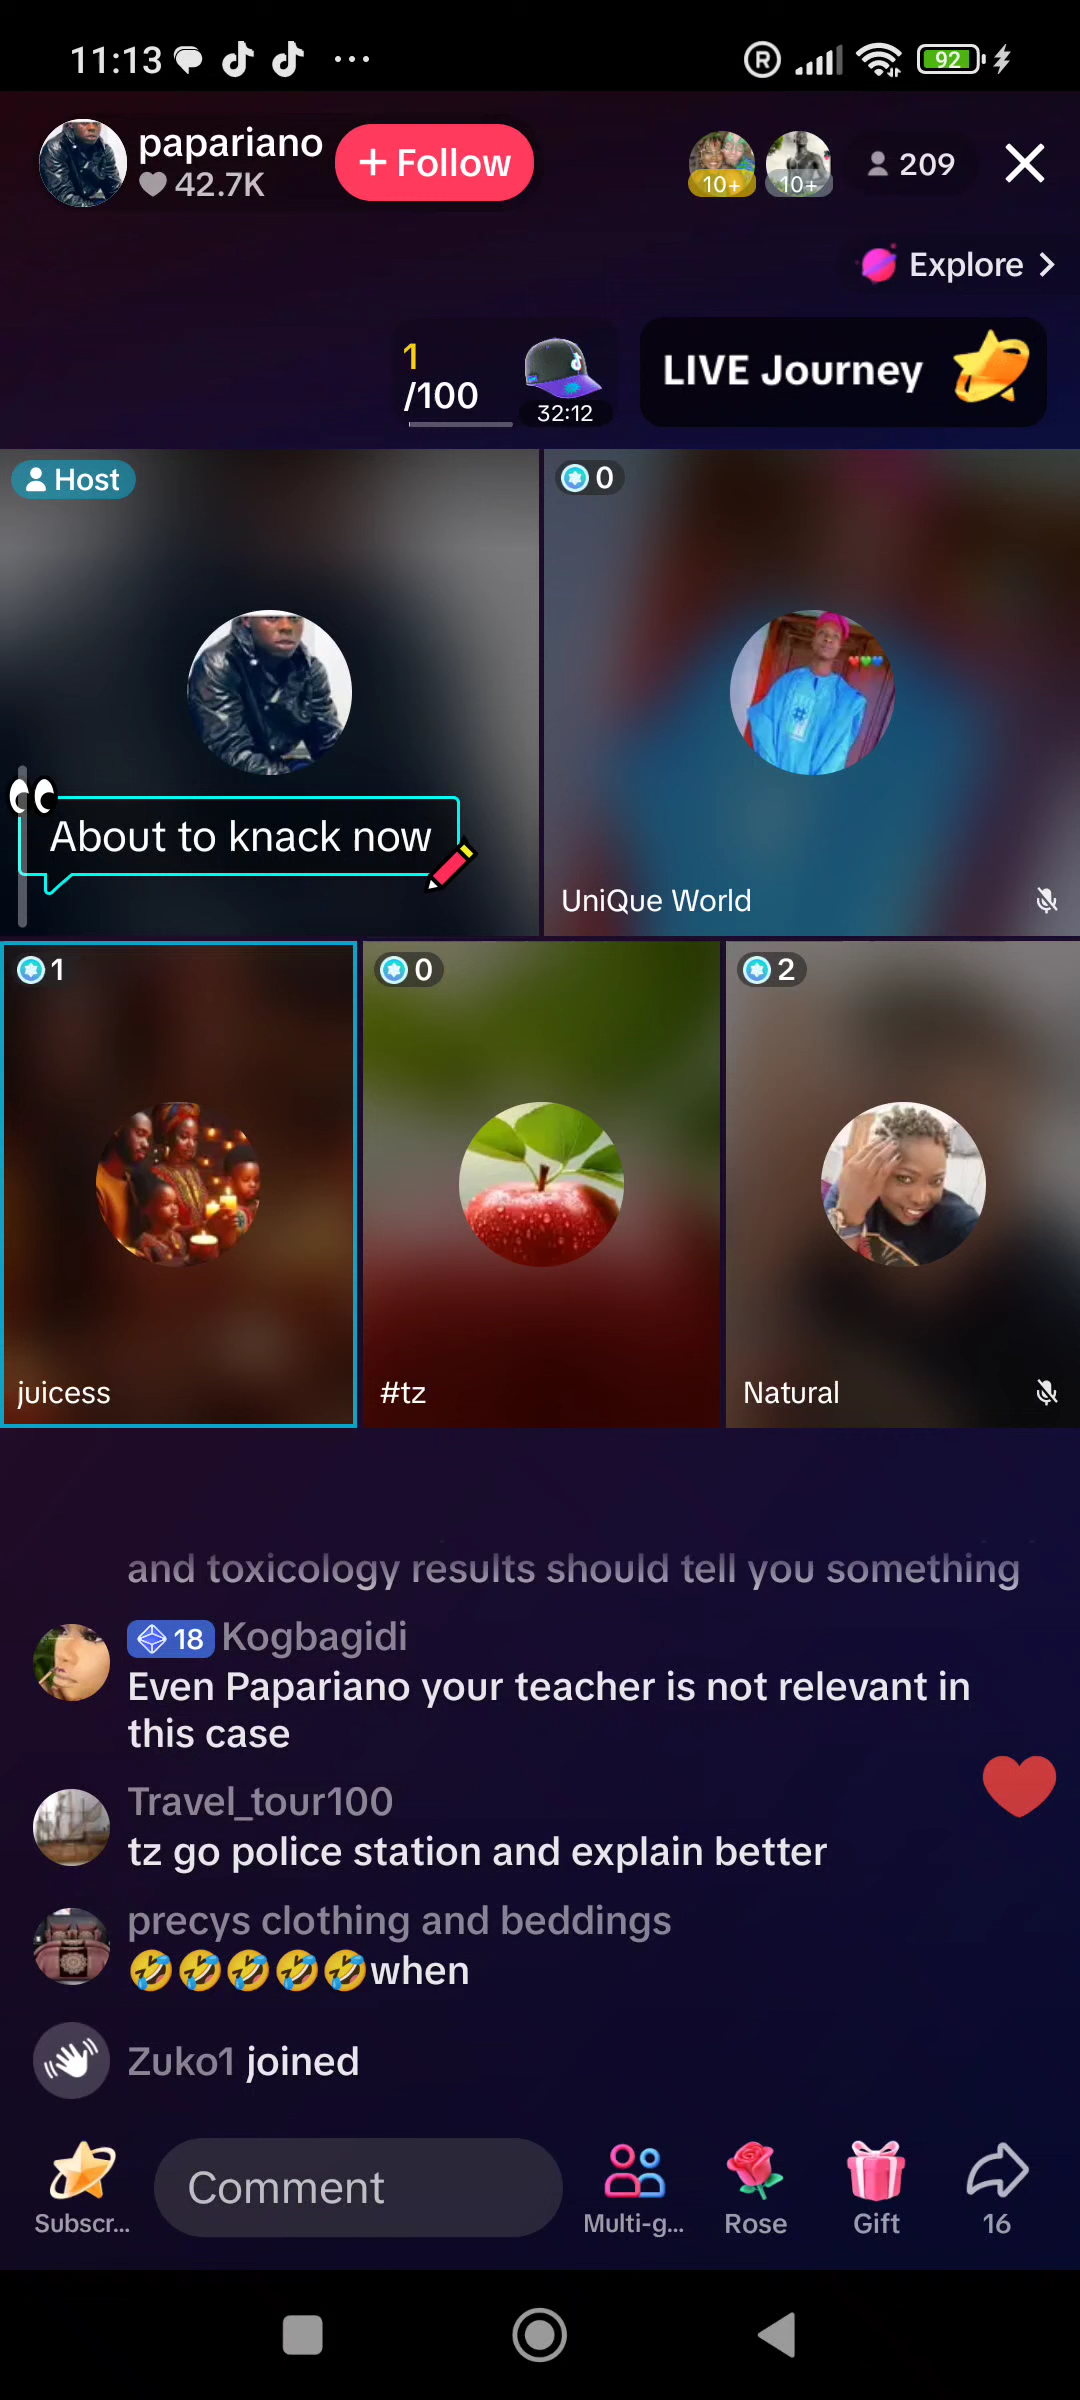 11:13
R
92
papariano
42.7K
+ Follow
10+
10+
209
Explore
1
/100
32:12
LIVE Journey
Host
0
About to knack now
UniQue World
1
0
2
juicess
#tz
Natural
and toxicology results should tell you something
18 Kogbagidi
Even Papariano your teacher is not relevant in
this case
Travel_tour100
tz go police station and explain better
precys clothing and beddings
🤣🤣🤣🤣🤣when
Zuko1 joined
Subscr...
Comment
Multi-g...
Rose
Gift
16